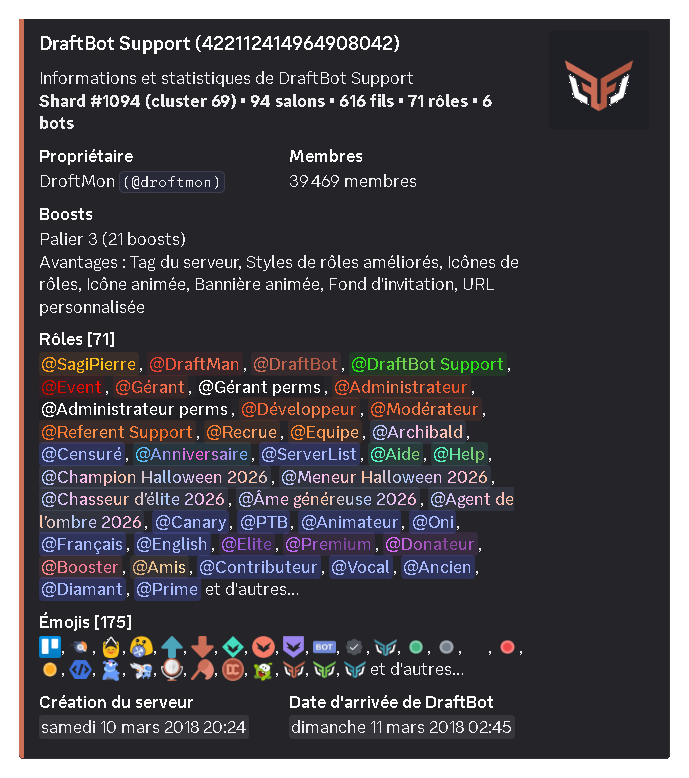 DraftBot Support (422112414964908042)
Informations et statistiques de DraftBot Support
Shard #1094 (cluster 69) • 94 salons • 616 fils • 71 rôles • 6
bots
Propriétaire
DroftMon (@droftmon)
Membres
39 469 membres
Boosts
Palier 3 (21 boosts)
Avantages : Tag du serveur, Styles de rôles améliorés, Icônes de
rôles, Icône animée, Bannière animée, Fond d'invitation, URL
personnalisée
Rôles [71]
@SagiPierre, @DraftMan, @DraftBot, @DraftBot Support,
@Event, @Gérant, @Gérant perms, @Administrateur,
@Administrateur perms, @Développeur, @Modérateur,
@Referent Support, @Recrue, @Equipe, @Archibald,
@Censuré, @Anniversaire, @ServerList, @Aide, @Help,
@Champion Halloween 2026, @Meneur Halloween 2026,
@Chasseur d'élite 2026, @Âme généreuse 2026, @Agent de
l'ombre 2026, @Canary, @PTB, @Animateur, @Oni,
@Français, @English, @Elite, @Premium, @Donateur,
@Booster, @Amis, @Contributeur, @Vocal, @Ancien,
@Diamant, @Prime et d'autres...
Émojis [175]
BOT
DC et d'autres...
Création du serveur
samedi 10 mars 2018 20:24
Date d'arrivée de DraftBot
dimanche 11 mars 2018 02:45